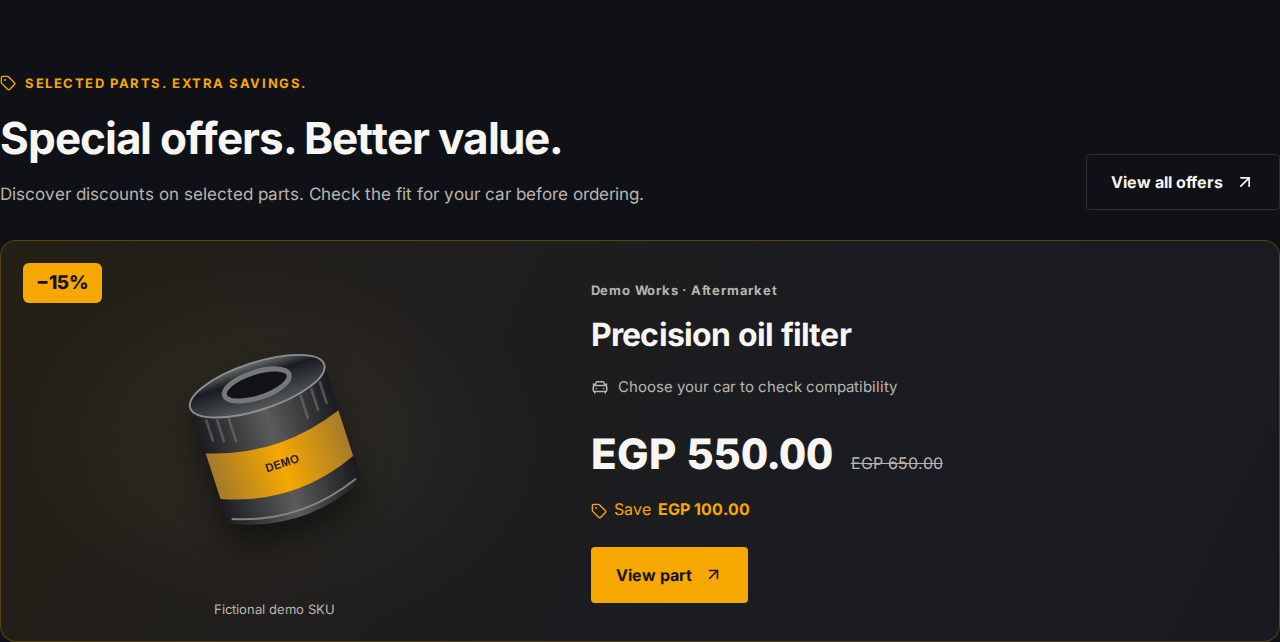 SELECTED PARTS. EXTRA SAVINGS.
Special offers. Better value.
Discover discounts on selected parts. Check the fit for your car before ordering.
View all offers
−15%
DEMO
Fictional demo SKU
Demo Works · Aftermarket
Precision oil filter
Choose your car to check compatibility
EGP 550.00 EGP 650.00
Save EGP 100.00
View part